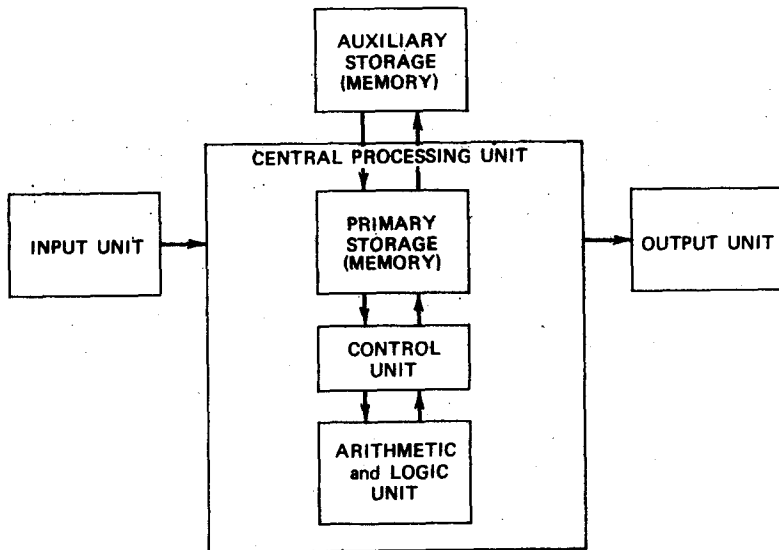 AUXILIARY
STORAGE
(MEMORY)
CENTRAL PROCESSING UNIT
INPUT UNIT
PRIMARY
STORAGE
(MEMORY)
OUTPUT UNIT
CONTROL
UNIT
ARITHMETIC
and LOGIC
UNIT